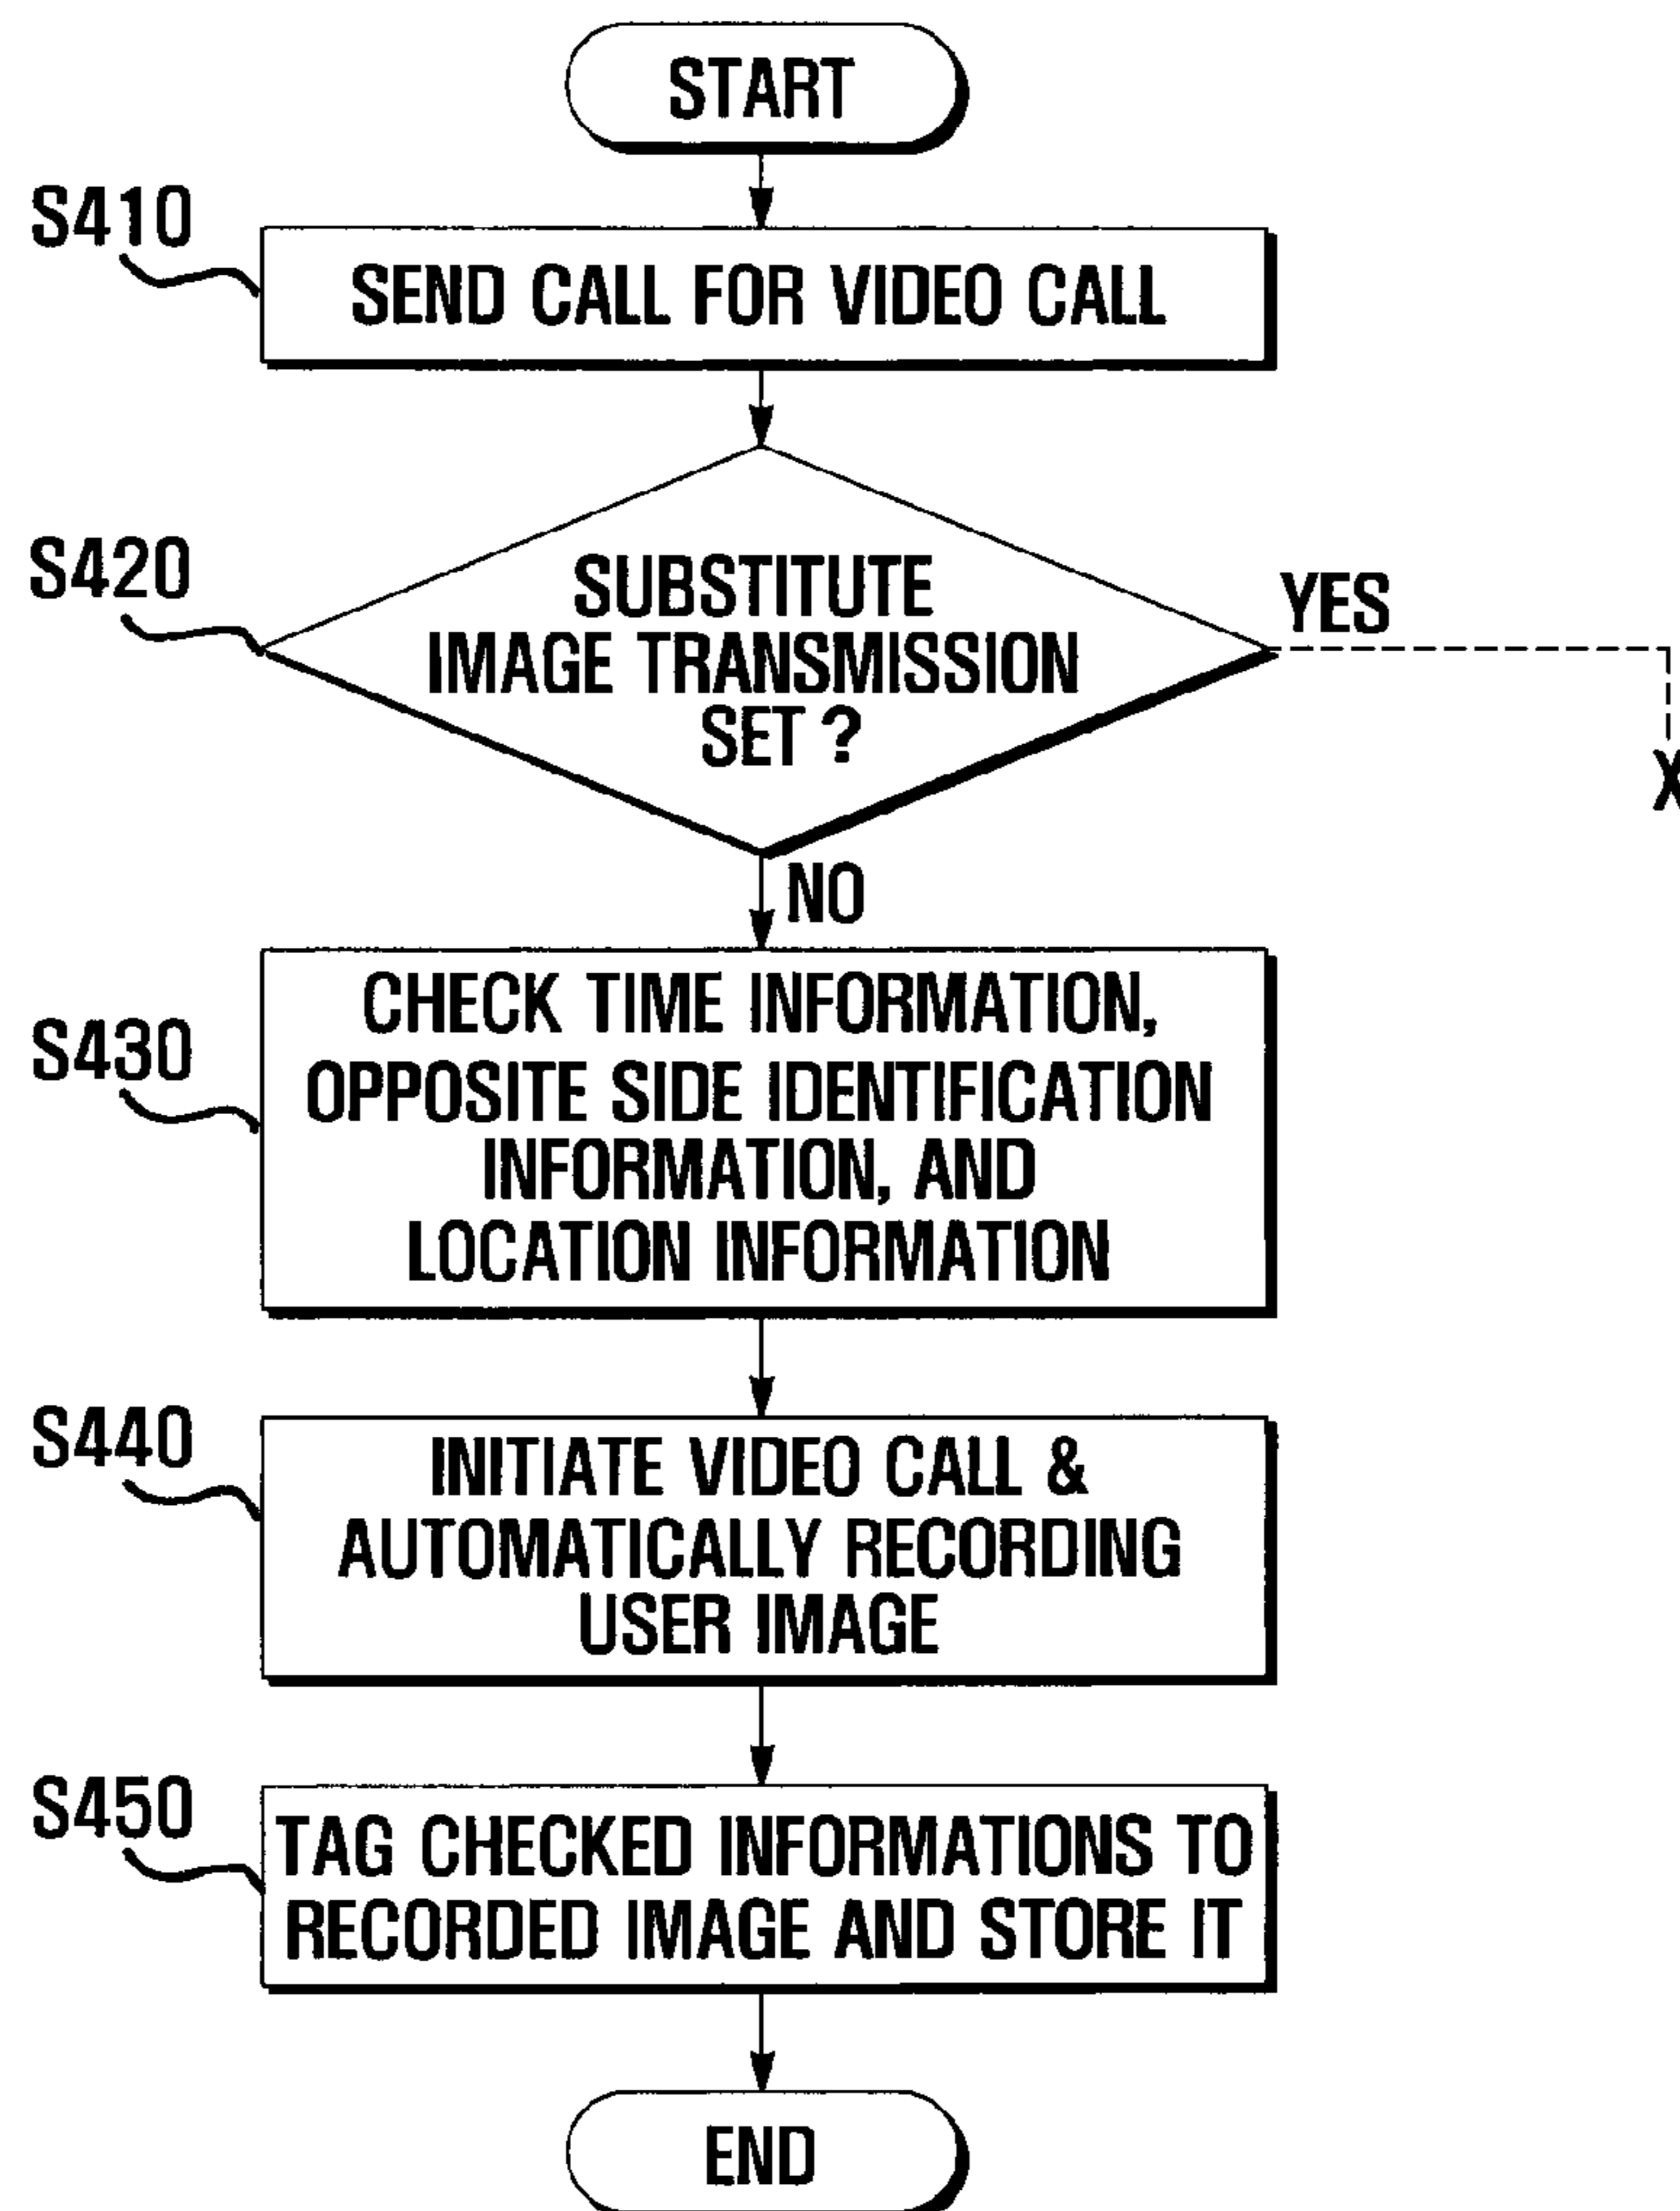 START
S410
SEND CALL FOR VIDEO CALL
S420
SUBSTITUTE
IMAGE TRANSMISSION
SET ?
YES
X
NO
S430
CHECK TIME INFORMATION,
OPPOSITE SIDE IDENTIFICATION
INFORMATION, AND
LOCATION INFORMATION
S440
INITIATE VIDEO CALL &
AUTOMATICALLY RECORDING
USER IMAGE
S450
TAG CHECKED INFORMATIONS TO
RECORDED IMAGE AND STORE IT
END